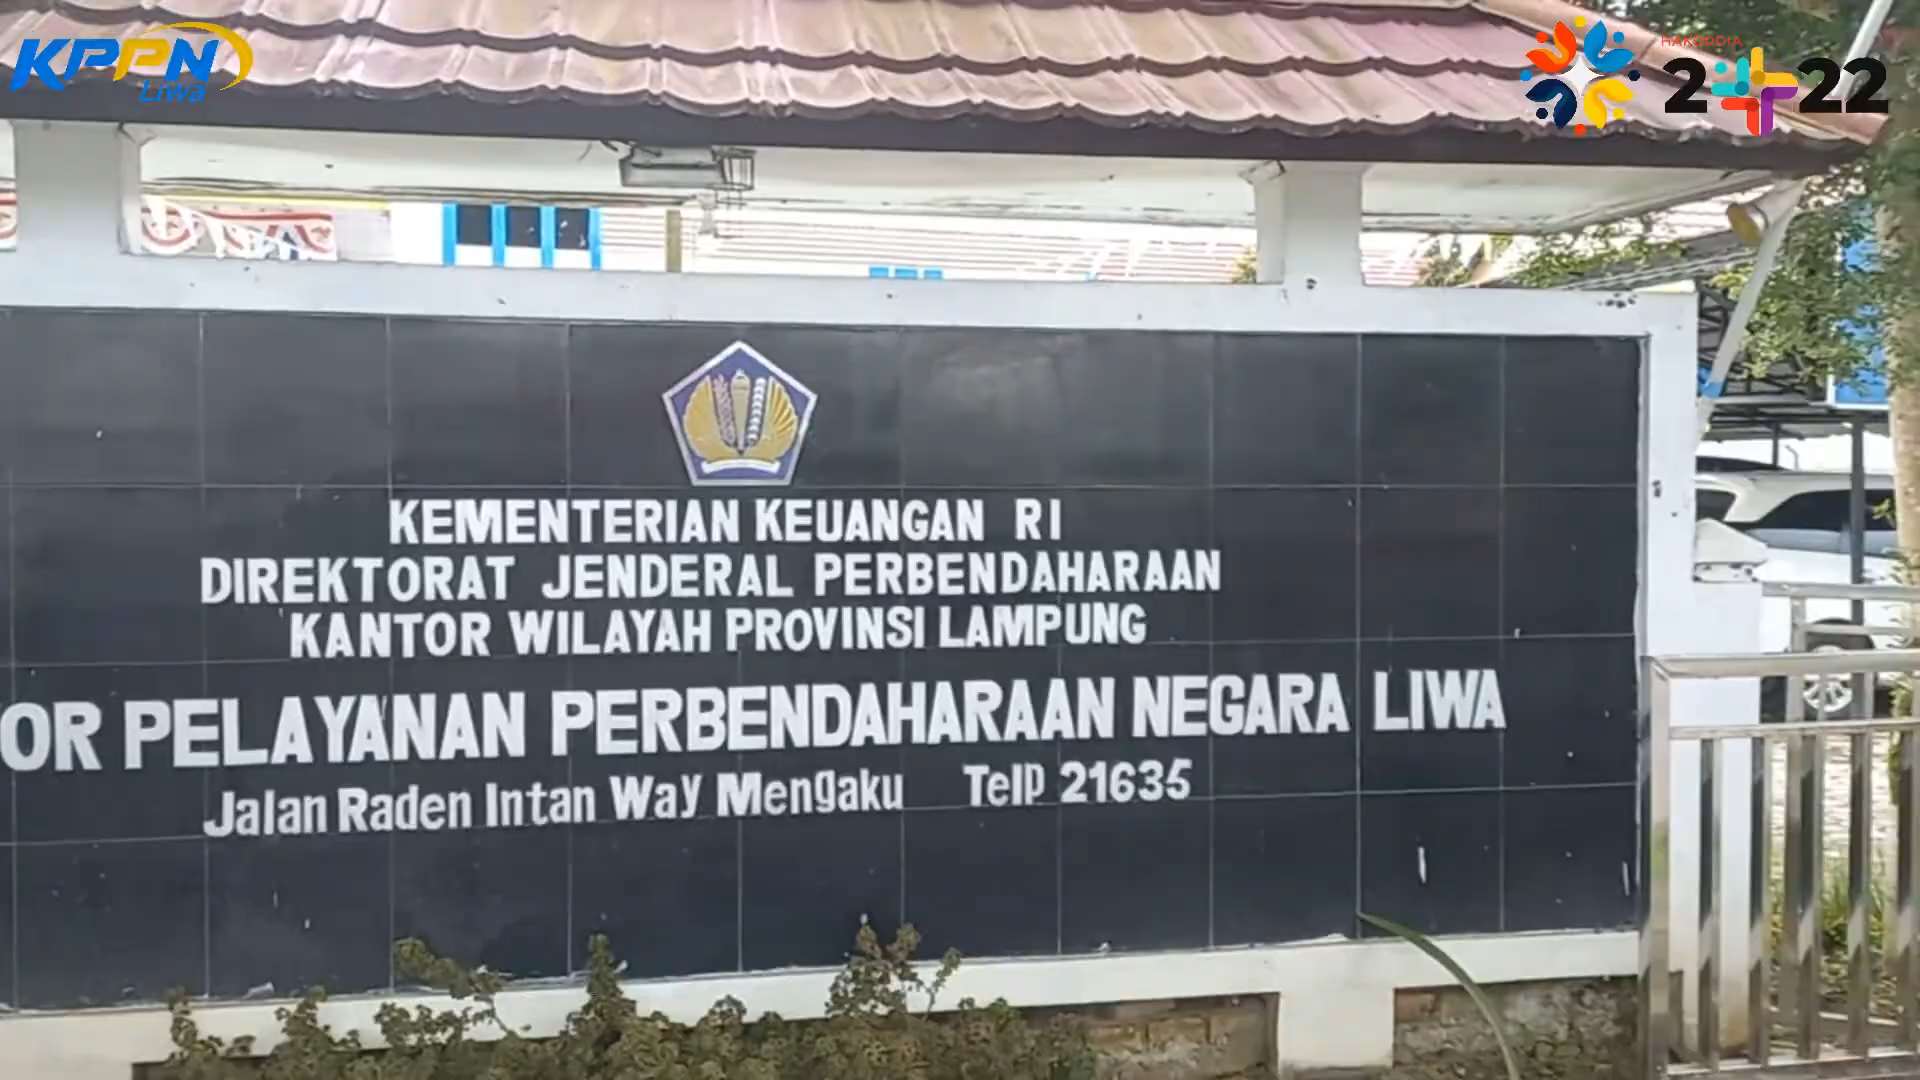 KPPN
Liwa
HAKORDIA
2022
KEMENTERIAN KEUANGAN RI
DIREKTORAT JENDERAL PERBENDAHARAAN
KANTOR WILAYAH PROVINSI LAMPUNG
OR PELAYANAN PERBENDAHARAAN NEGARA LIWA
Jalan Raden Intan Way Mengaku Telp 21635